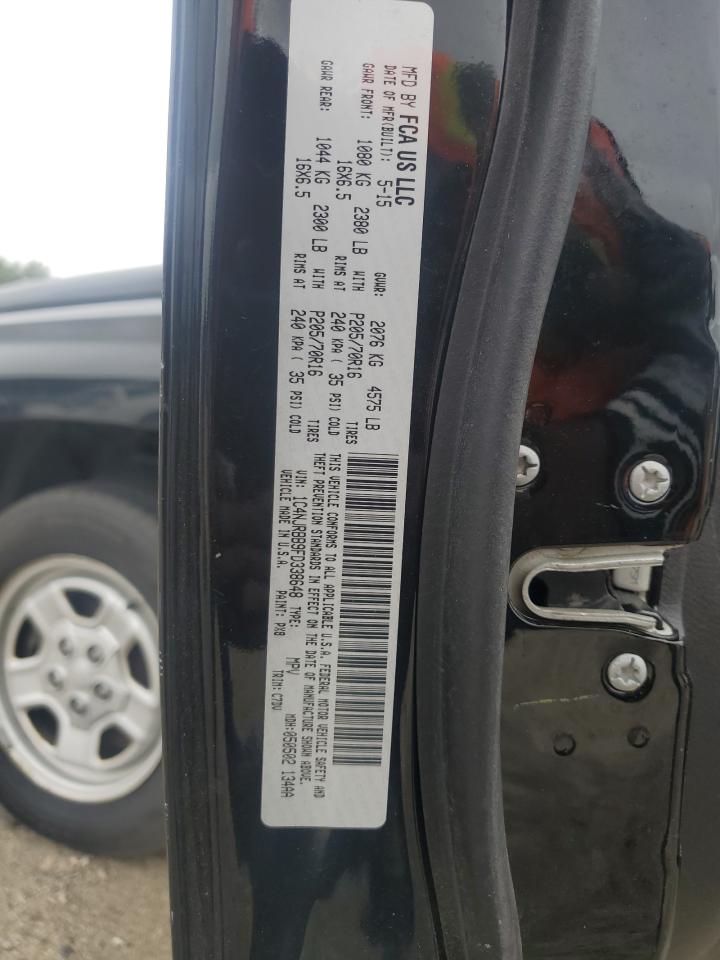 MFD BY FCA US LLC
DATE OF MFR(BUILT): 5-15 GVWR: 2076 KG 4575 LB
GAWR FRONT: 1080 KG 2380 LB WITH P205/70R16 TIRES
16X6.5 RIMS AT 240 KPA ( 35 PSI) COLD
GAWR REAR: 1044 KG 2300 LB WITH P205/70R16 TIRES
16X6.5 RIMS AT 240 KPA ( 35 PSI) COLD
THIS VEHICLE CONFORMS TO ALL APPLICABLE U.S.A. FEDERAL MOTOR VEHICLE SAFETY AND
THEFT PREVENTION STANDARDS IN EFFECT ON THE DATE OF MANUFACTURE SHOWN ABOVE.
VIN: 1C4NJRBB9FD338648 TYPE: MPV MDH:050502 134AA
VEHICLE MADE IN U.S.A. PAINT: PX8 TRIM: C7DV